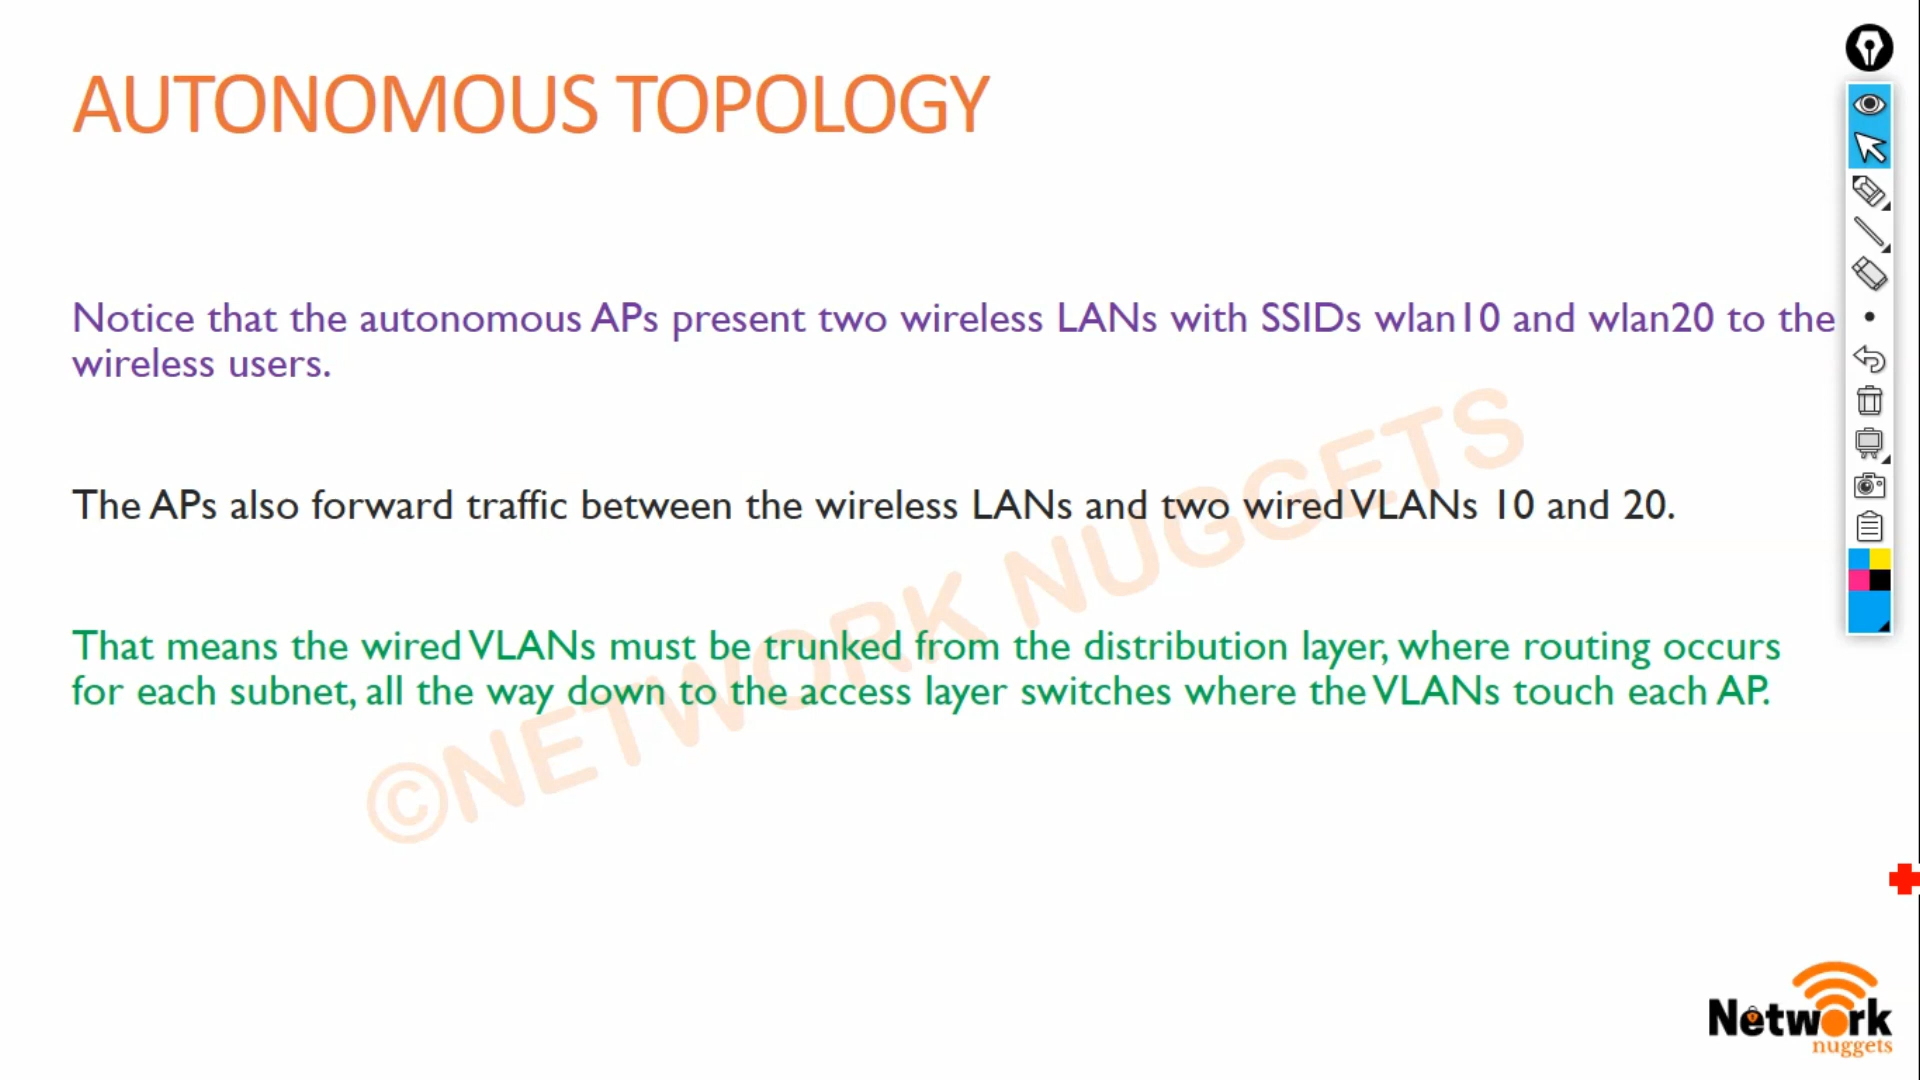 AUTONOMOUS TOPOLOGY
Notice that the autonomous APs present two wireless LANs with SSIDs wlan10 and wlan20 to the
wireless users.
The APs also forward traffic between the wireless LANs and two wired VLANs 10 and 20.
That means the wired VLANs must be trunked from the distribution layer, where routing occurs
for each subnet, all the way down to the access layer switches where the VLANs touch each AP.
©NETWORK NUGGETS
Network
nuggets